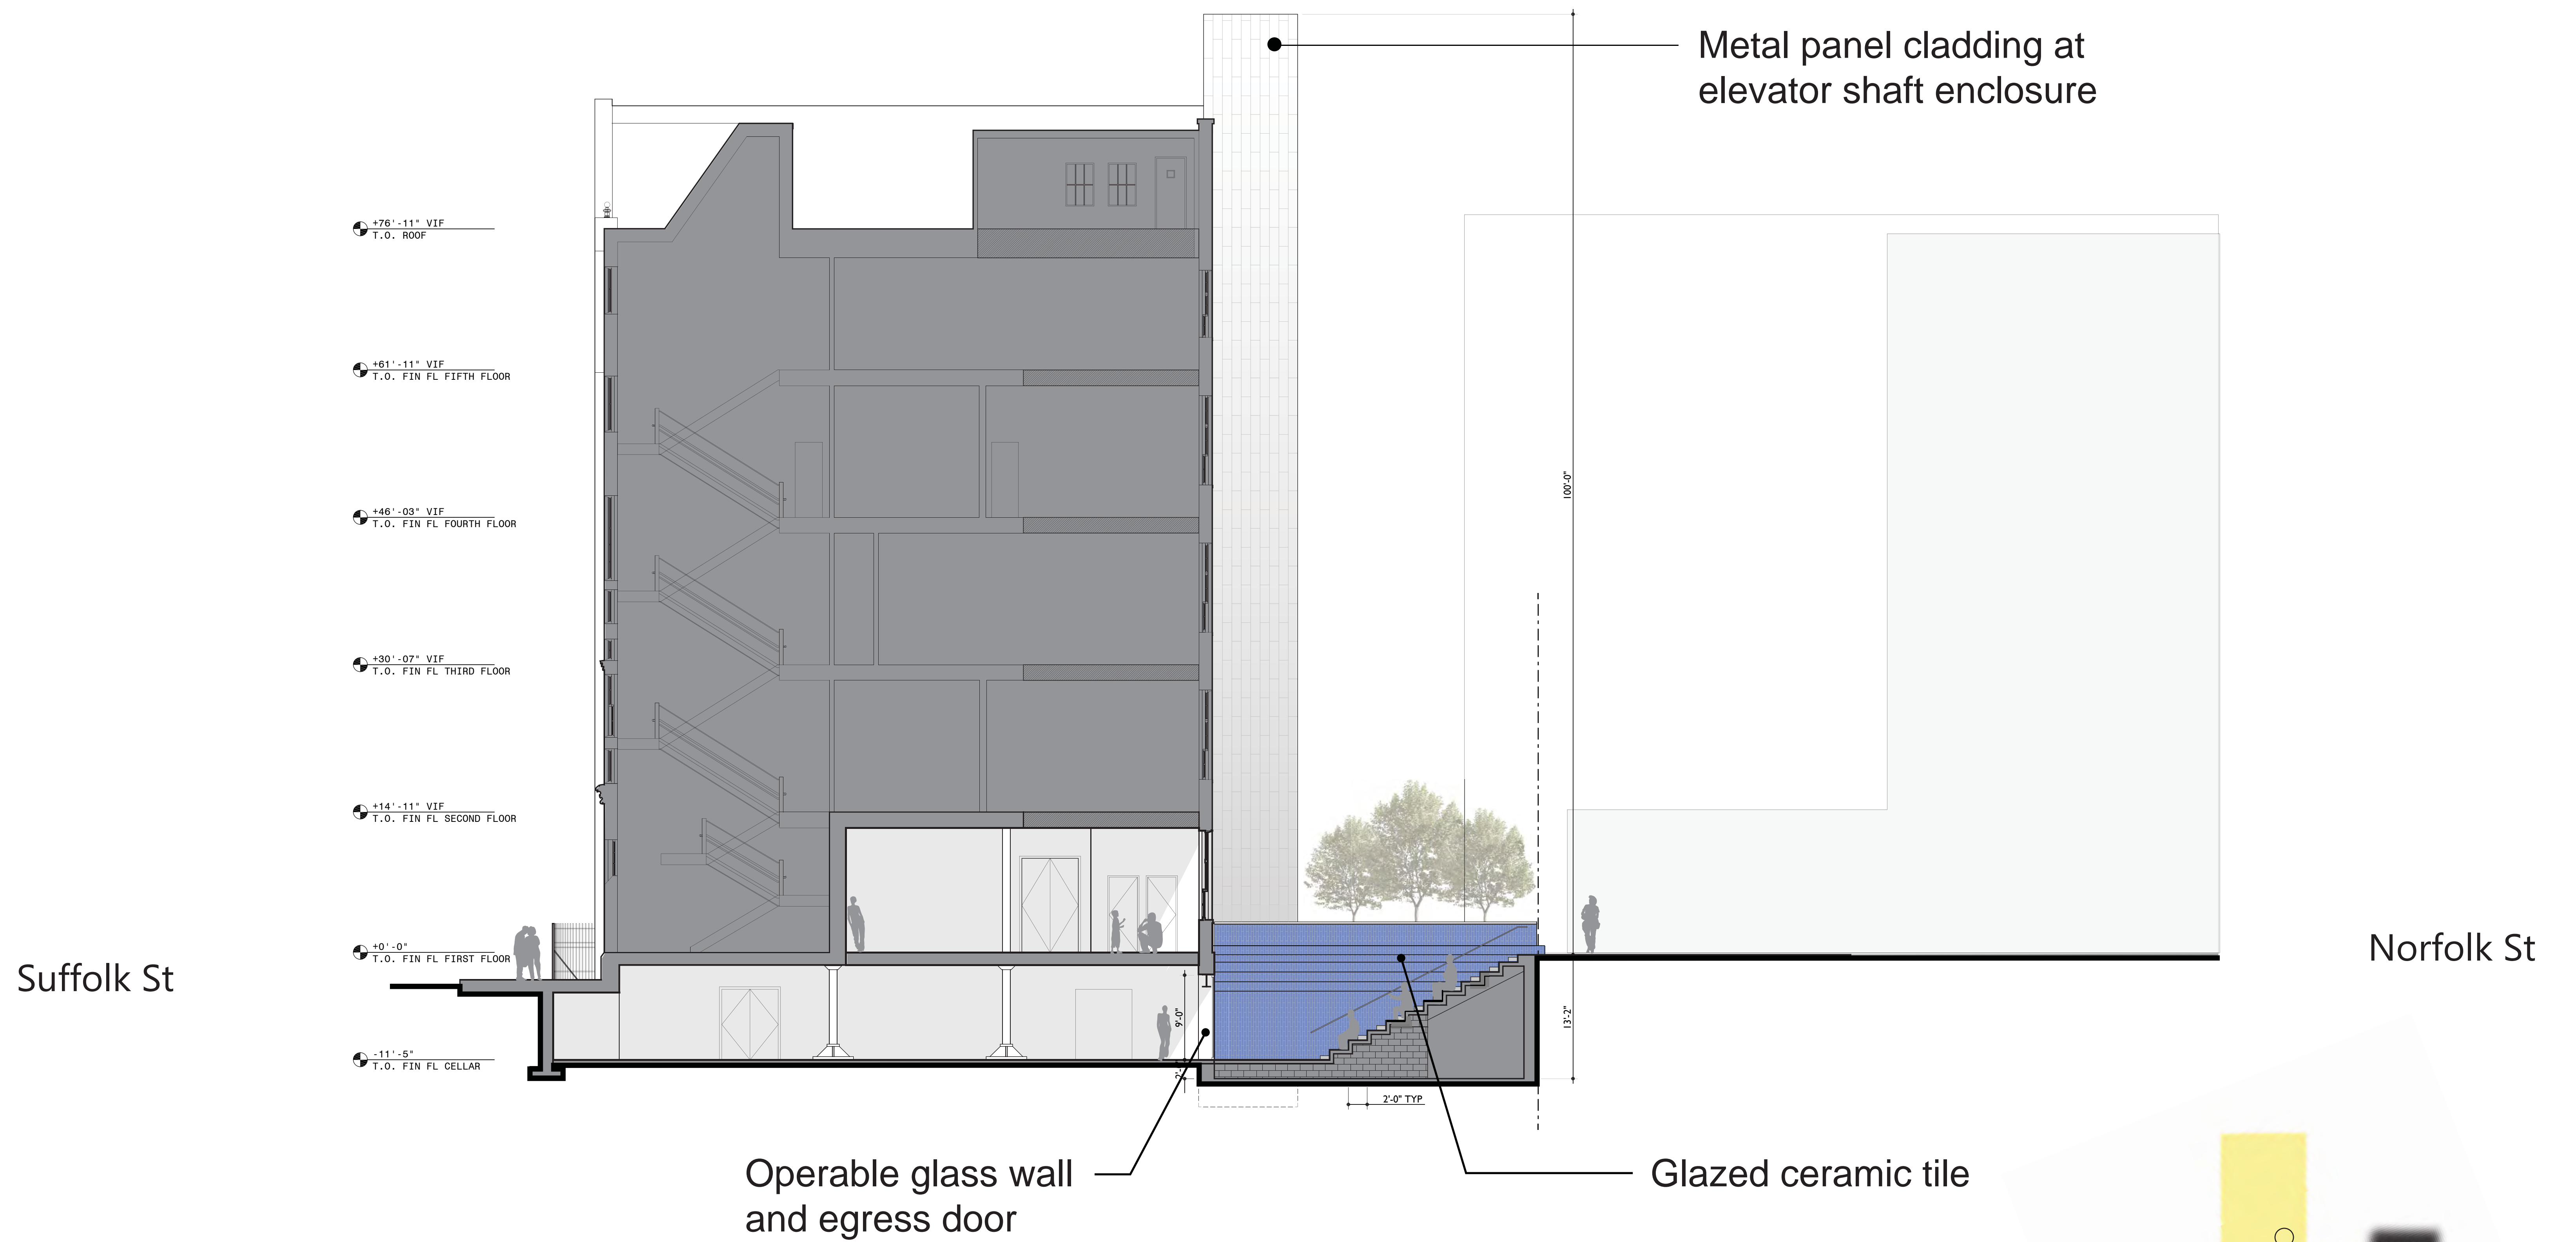 Metal panel cladding at
elevator shaft enclosure
+76'-11" VIF
T.O. ROOF
+61'-11" VIF
T.O. FIN FL FIFTH FLOOR
100'-0"
+46'-03" VIF
T.O. FIN FL FOURTH FLOOR
+30'-07" VIF
T.O. FIN FL THIRD FLOOR
+14'-11" VIF
T.O. FIN FL SECOND FLOOR
+0'-0"
T.O. FIN FL FIRST FLOOR
Suffolk St
Norfolk St
9'-0"
13'-2"
-11'-5"
T.O. FIN FL CELLAR
2'-0" TYP
Operable glass wall
and egress door
Glazed ceramic tile